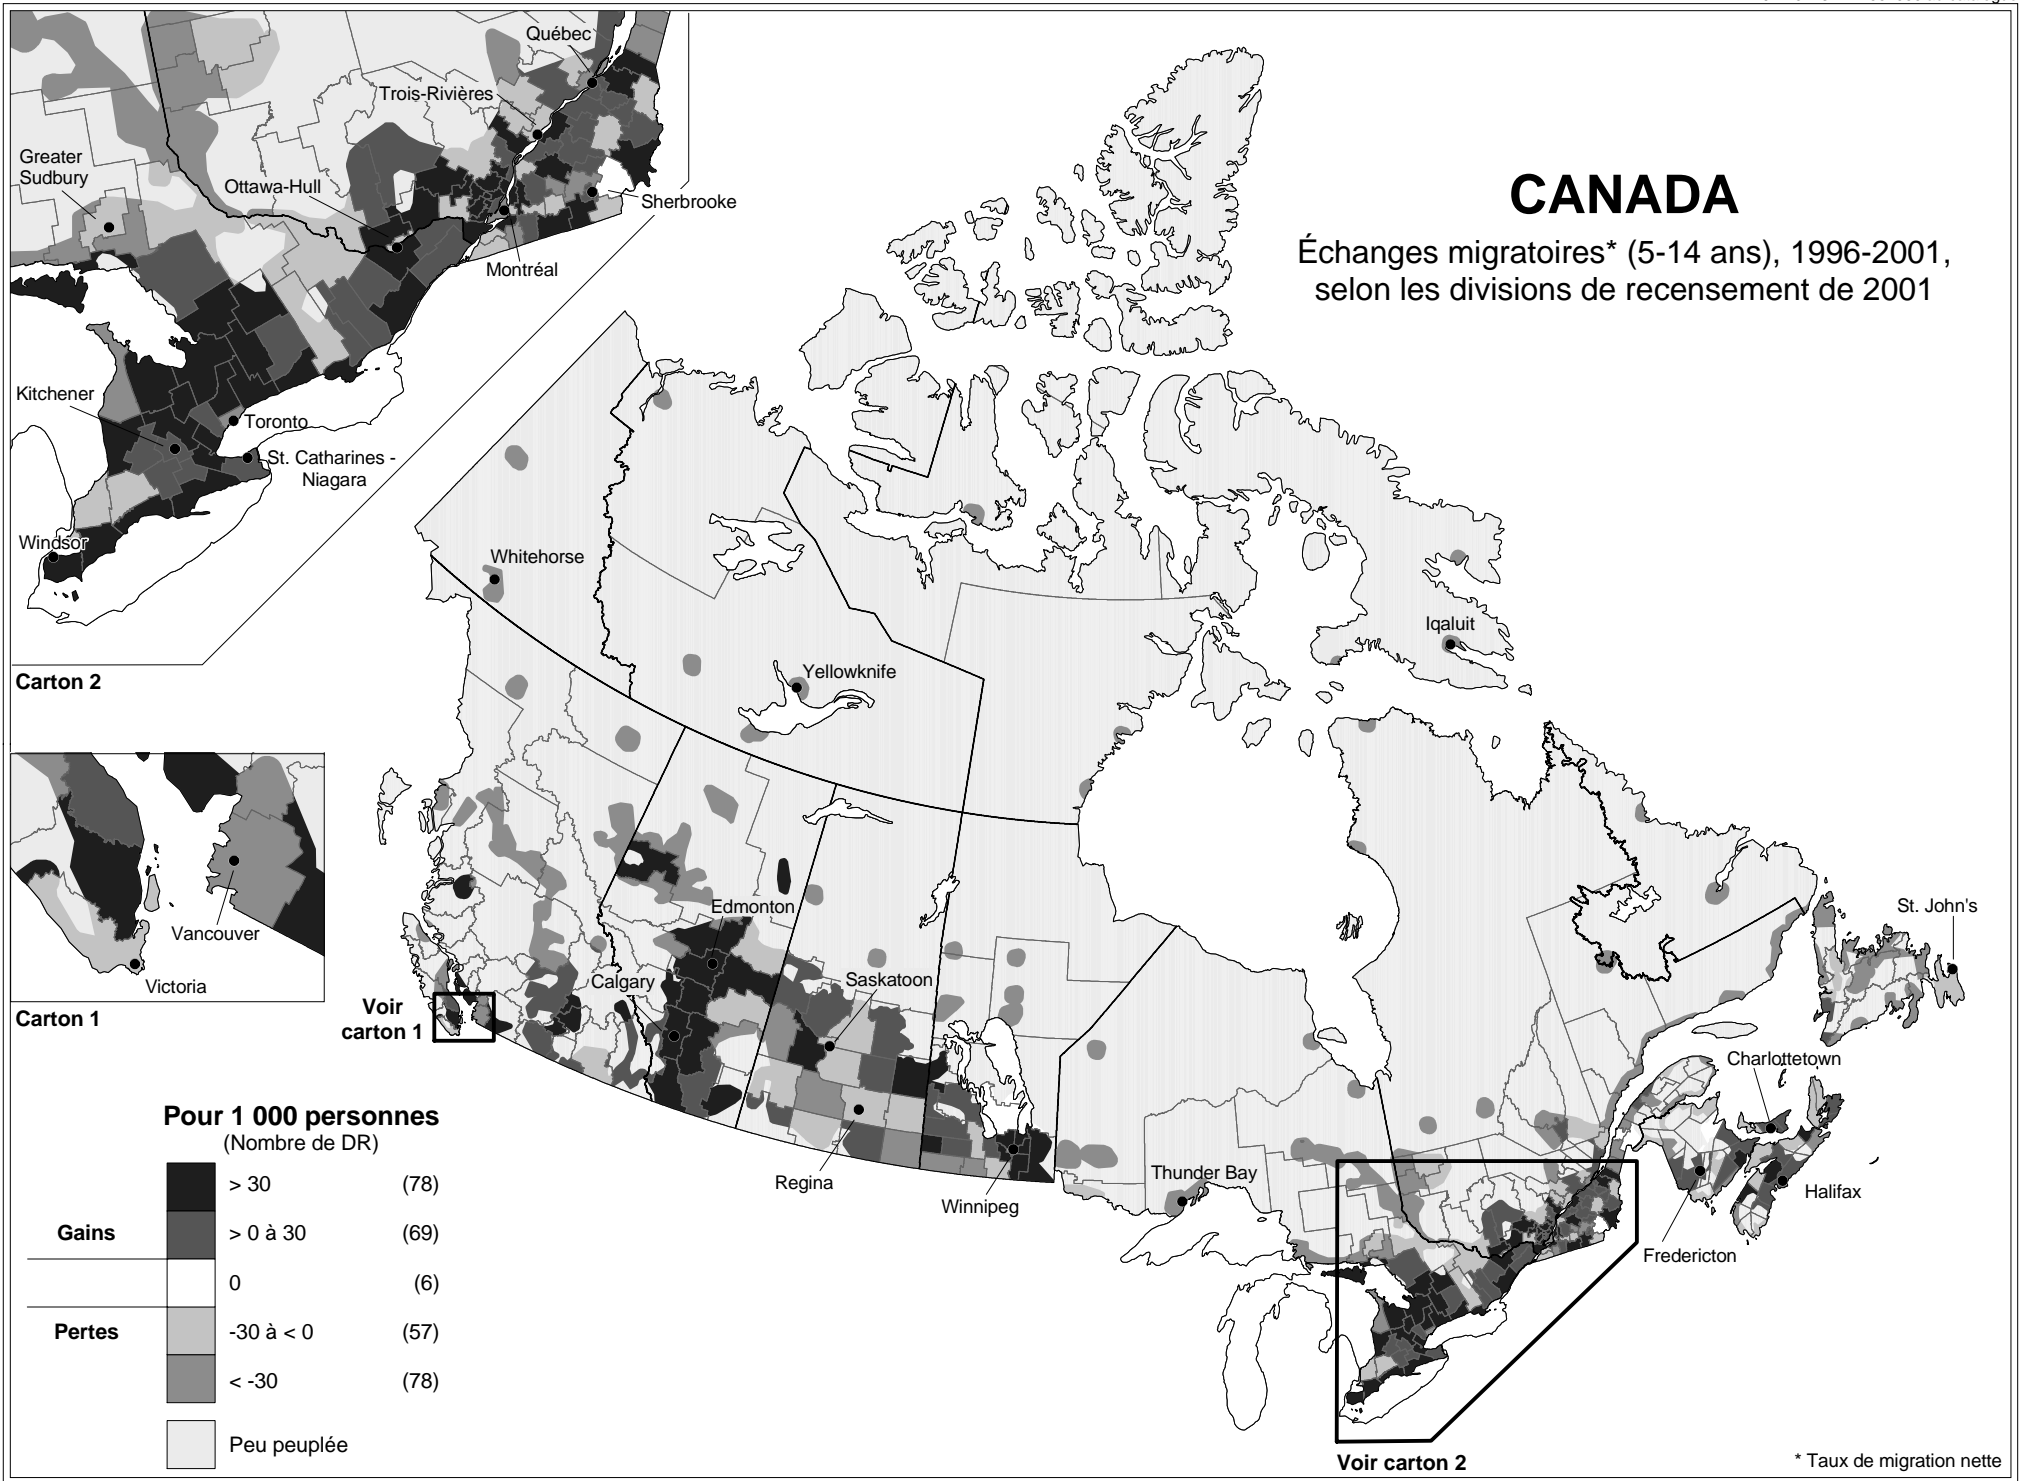 CANADA
Échanges migratoires* (5-14 ans), 1996-2001,
selon les divisions de recensement de 2001
Québec
Trois-Rivières
Greater
Sudbury
Ottawa-Hull
Sherbrooke
Montréal
Kitchener
Toronto
St. Catharines -
Niagara
Windsor
Carton 2
Vancouver
Victoria
Carton 1
Voir
carton 1
Whitehorse
Yellowknife
Iqaluit
Edmonton
Calgary
Saskatoon
Regina
Winnipeg
Thunder Bay
St. John's
Charlottetown
Halifax
Fredericton
Pour 1 000 personnes
(Nombre de DR)
> 30 (78)
Gains > 0 à 30 (69)
0 (6)
Pertes -30 à < 0 (57)
< -30 (78)
Peu peuplée
Voir carton 2
* Taux de migration nette